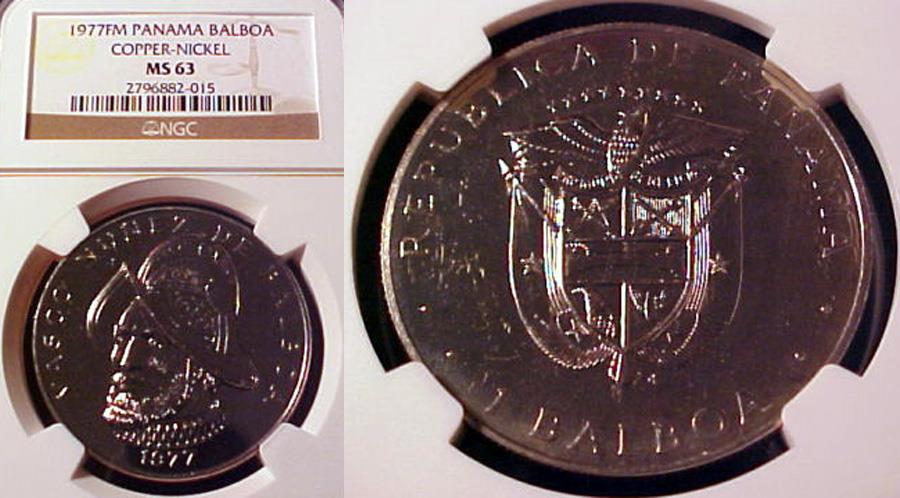 1977FM PANAMA BALBOA
COPPER-NICKEL
MS 63
2796882-015
NGC
VASCO NUÑEZ DE BALBOA
1977
REPUBLICA DE PANAMA
1 BALBOA